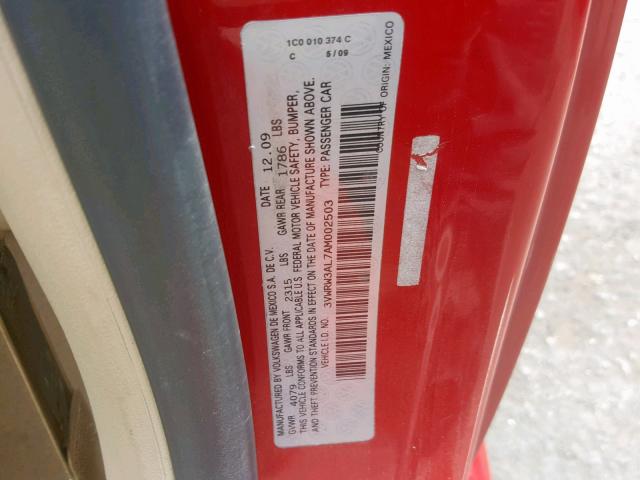 1C0 010 374 C
C 5/09
MANUFACTURED BY VOLKSWAGEN DE MEXICO S.A. DE C.V. DATE 12.09
GVWR 4079 LBS GAWR FRONT 2315 LBS GAWR REAR 1786 LBS
THIS VEHICLE CONFORMS TO ALL APPLICABLE U.S. FEDERAL MOTOR VEHICLE SAFETY, BUMPER,
AND THEFT PREVENTION STANDARDS IN EFFECT ON THE DATE OF MANUFACTURE SHOWN ABOVE.
VEHICLE I.D. NO. 3VWRW3AL7AM002503 TYPE: PASSENGER CAR
COUNTRY OF ORIGIN: MEXICO